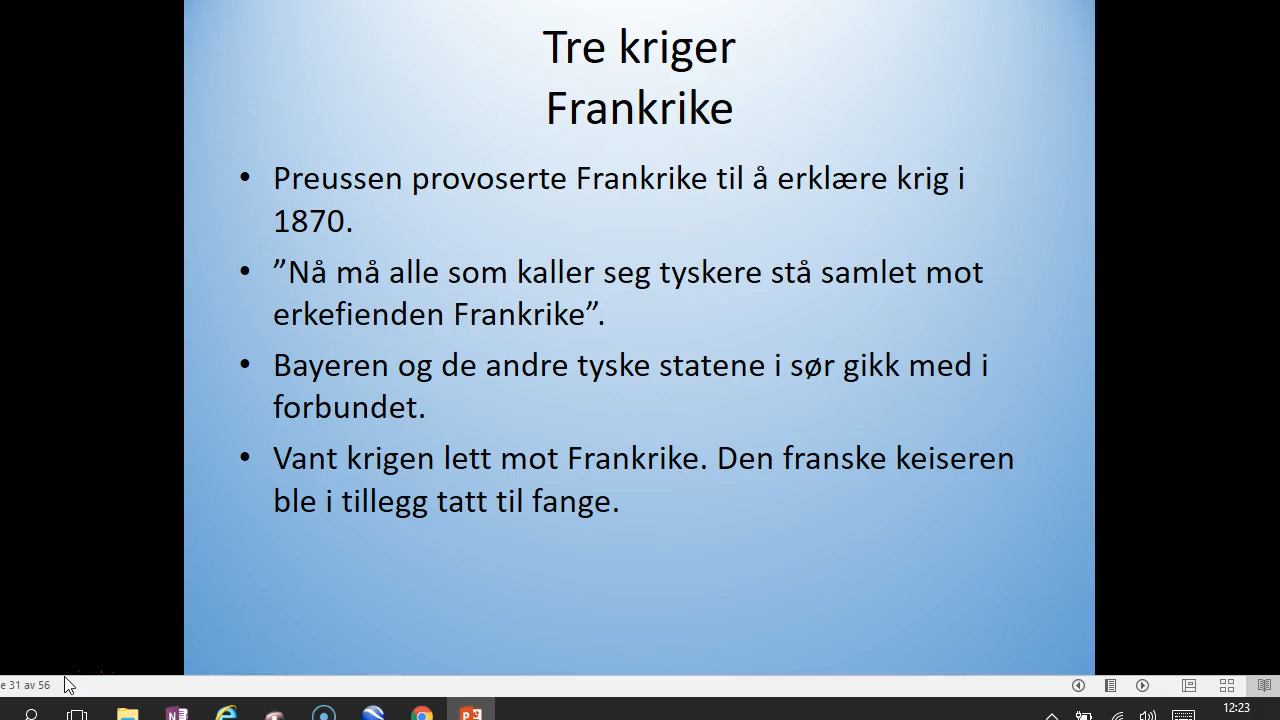 Tre kriger
Frankrike
• Preussen provoserte Frankrike til å erklære krig i
1870.
• ”Nå må alle som kaller seg tyskere stå samlet mot
erkefienden Frankrike”.
• Bayeren og de andre tyske statene i sør gikk med i
forbundet.
• Vant krigen lett mot Frankrike. Den franske keiseren
ble i tillegg tatt til fange.
e 31 av 56
12:23